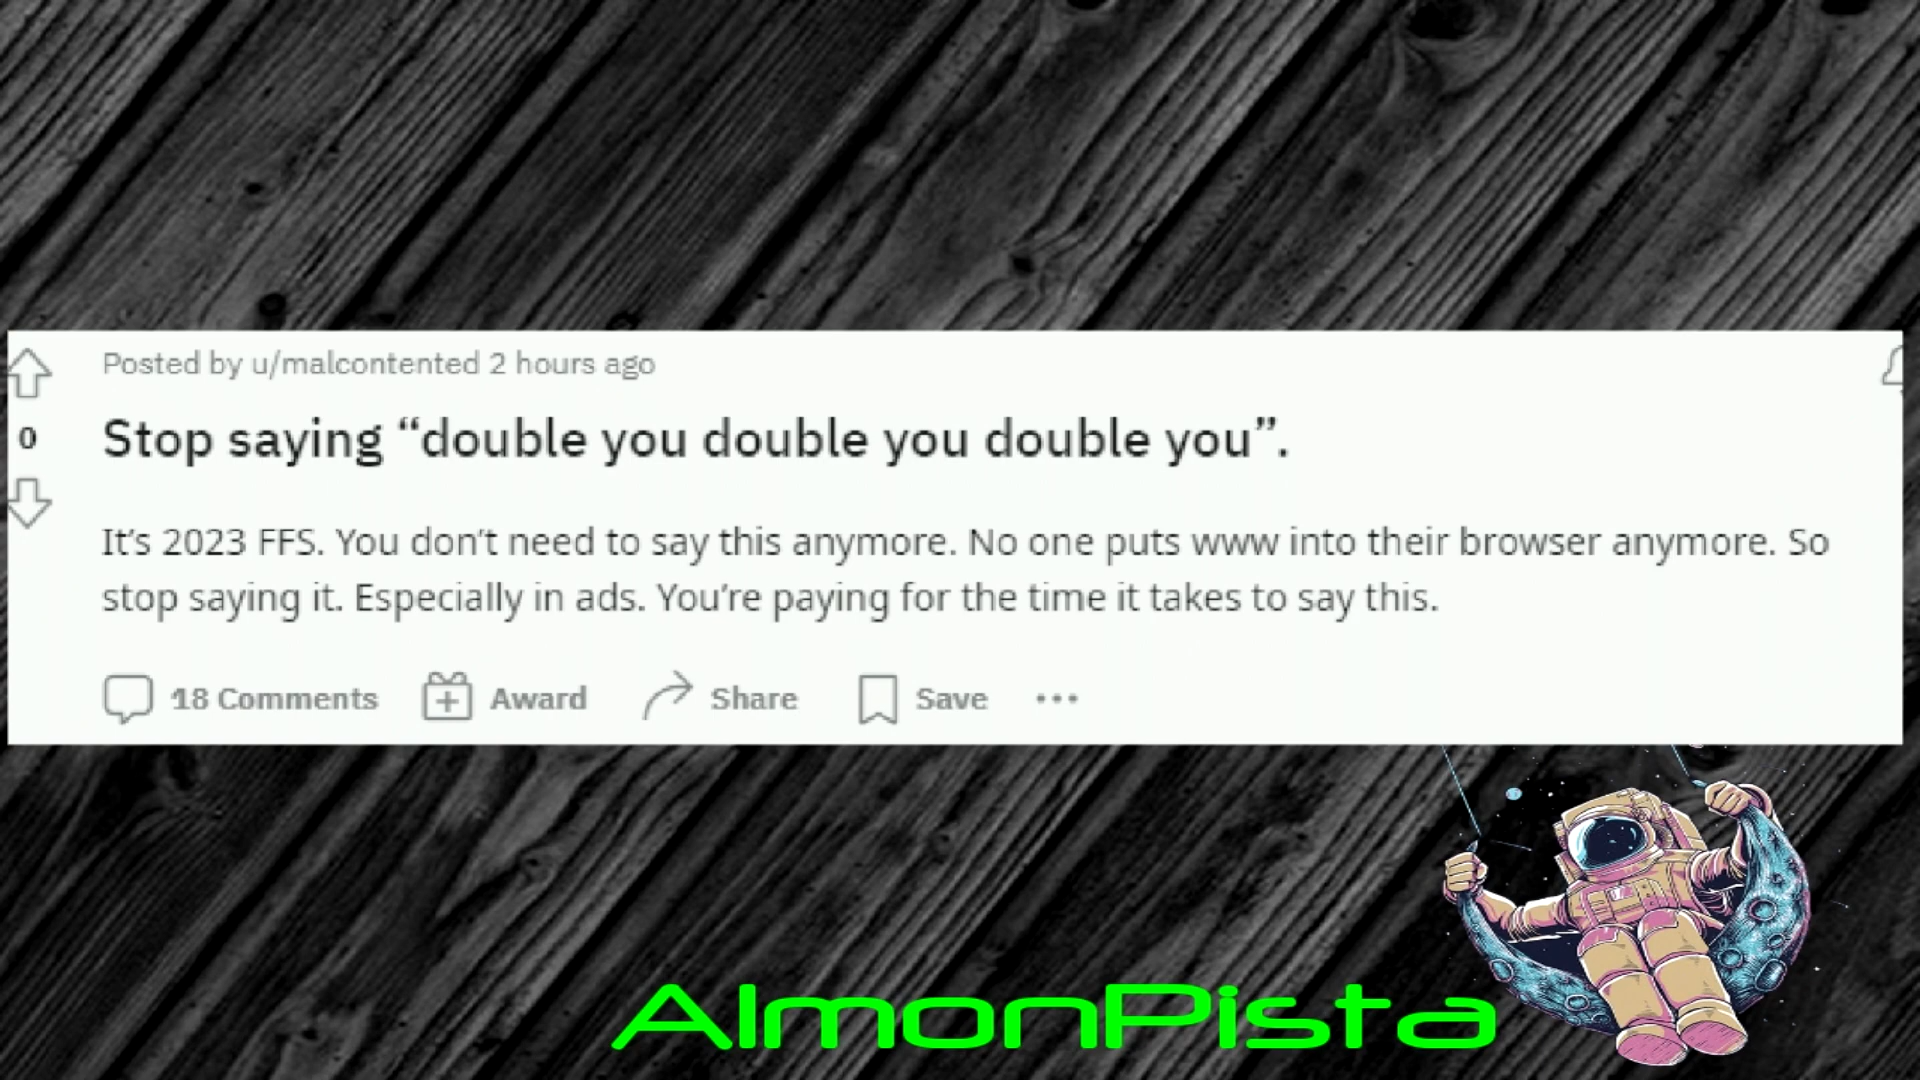 Posted by u/malcontented 2 hours ago
0
Stop saying “double you double you double you”.
It’s 2023 FFS. You don’t need to say this anymore. No one puts www into their browser anymore. So
stop saying it. Especially in ads. You’re paying for the time it takes to say this.
18 Comments Award Share Save
AlmonPista